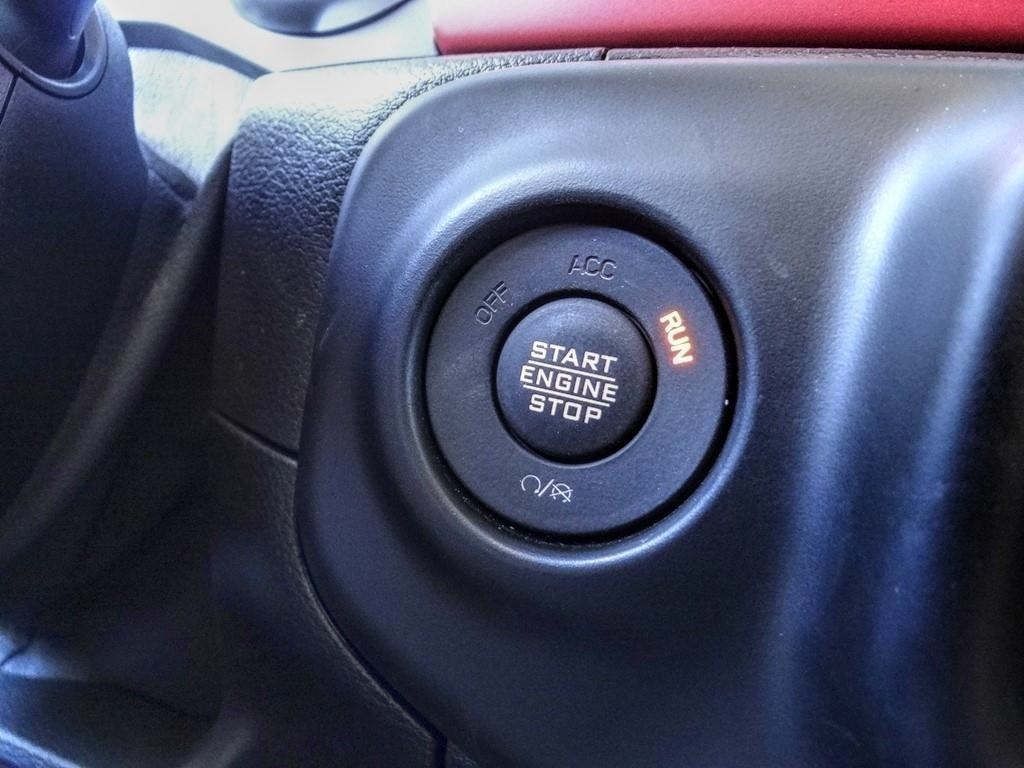 OFF
ACC
RUN
START
ENGINE
STOP